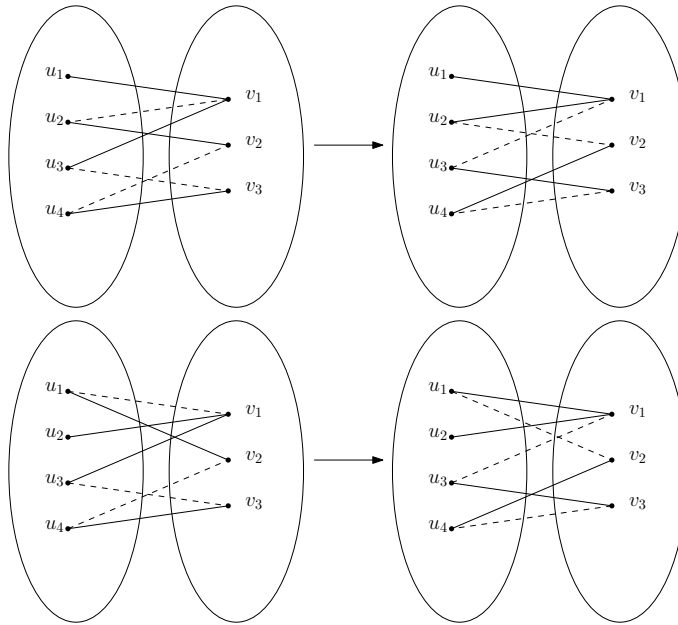 u₁ v₁ u₁ v₁
u₂ v₂ u₂ v₂
u₃ v₃ u₃ v₃
u₄ u₄
u₁ v₁ u₁ v₁
u₂ v₂ u₂ v₂
u₃ v₃ u₃ v₃
u₄ u₄